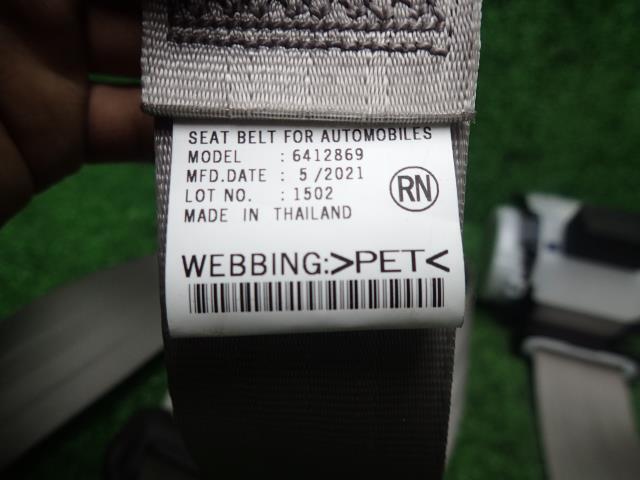 SEAT BELT FOR AUTOMOBILES
MODEL : 6412869
MFD.DATE : 5/2021
LOT NO. : 1502
RN
MADE IN THAILAND
WEBBING:>PET<